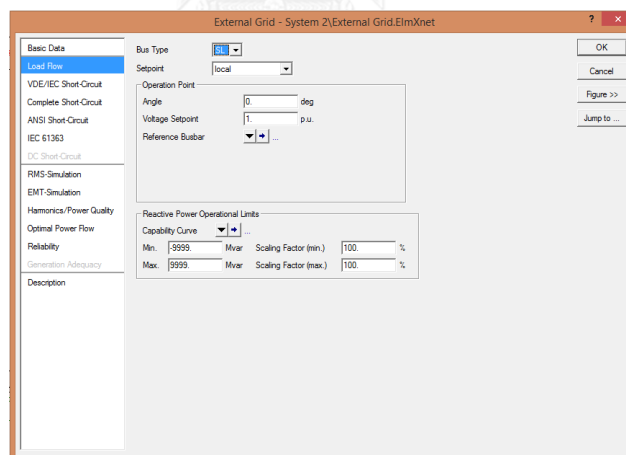 External Grid - System 2\External Grid.ElmXnet
? ×
Basic Data
Load Flow
VDE/IEC Short-Circuit
Complete Short-Circuit
ANSI Short-Circuit
IEC 61363
DC Short-Circuit
RMS-Simulation
EMT-Simulation
Harmonics/Power Quality
Optimal Power Flow
Reliability
Generation Adequacy
Description
Bus Type SL
Setpoint local
Operation Point
Angle 0. deg
Voltage Setpoint 1. p.u.
Reference Busbar ...
Reactive Power Operational Limits
Capability Curve ...
Min. -9999. Mvar Scaling Factor (min.) 100. %
Max. 9999. Mvar Scaling Factor (max.) 100. %
OK
Cancel
Figure >>
Jump to ...